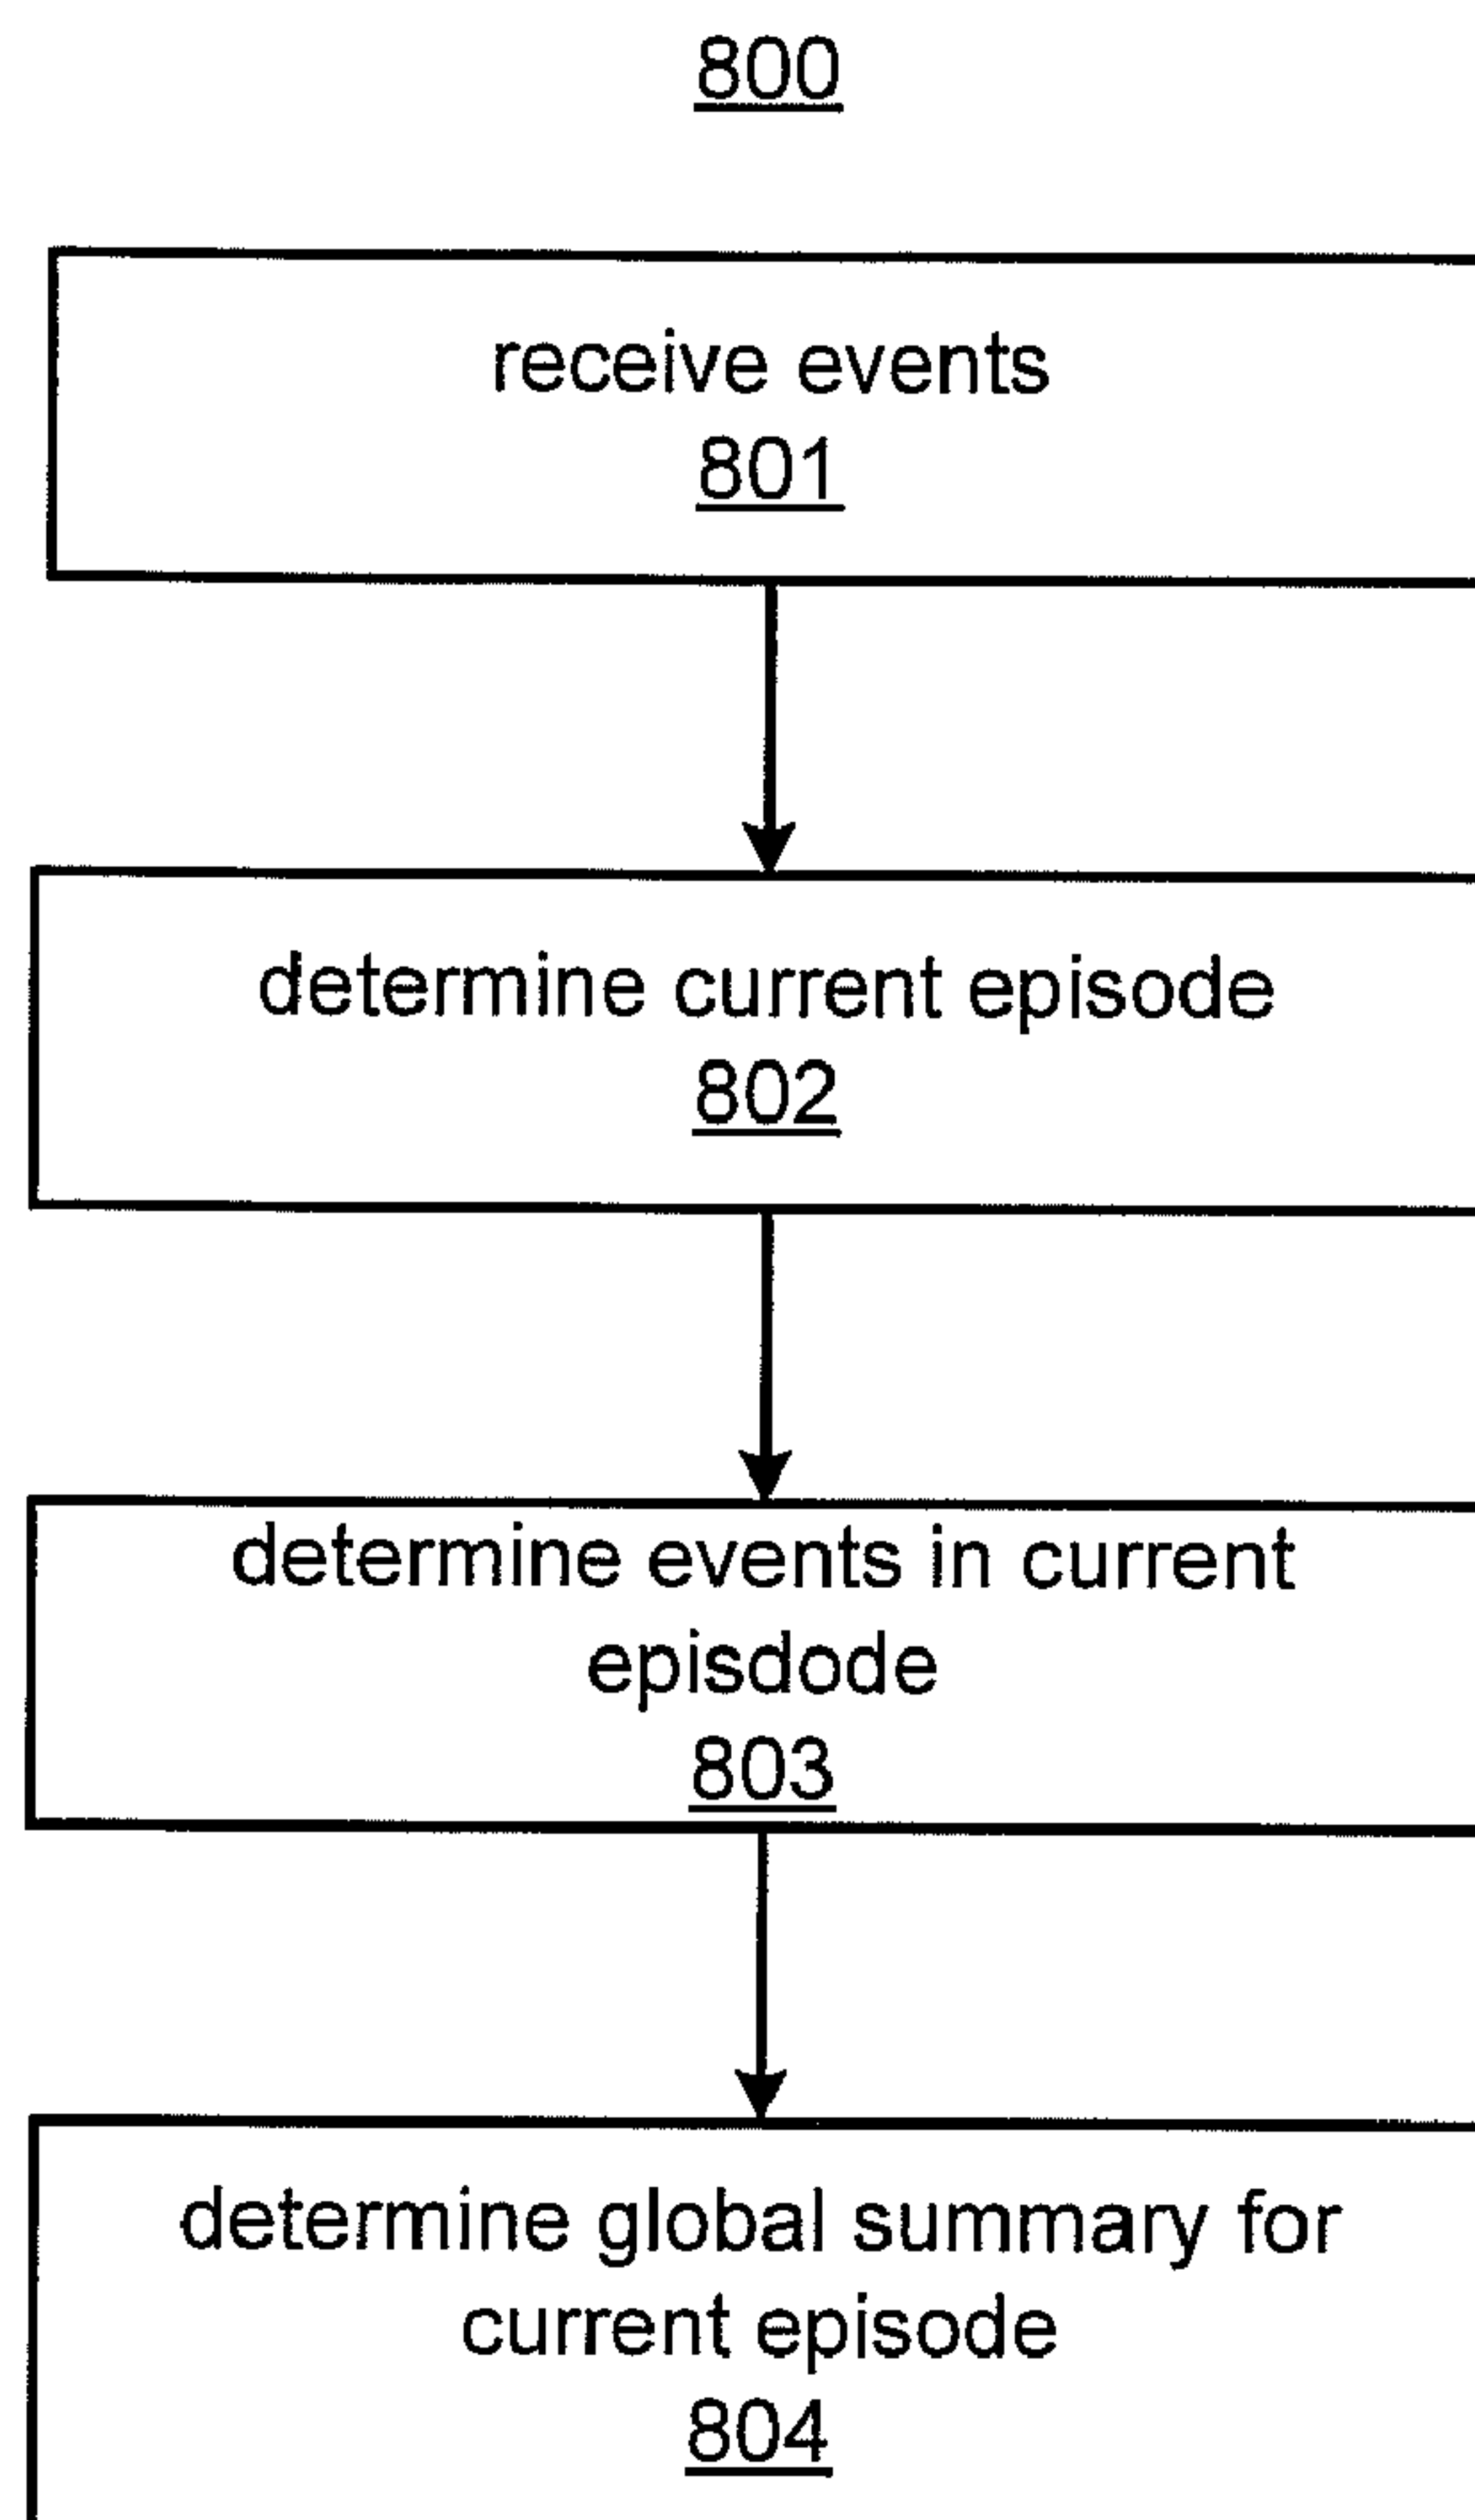 800
receive events
801
determine current episode
802
determine events in current
episdode
803
determine global summary for
current episode
804